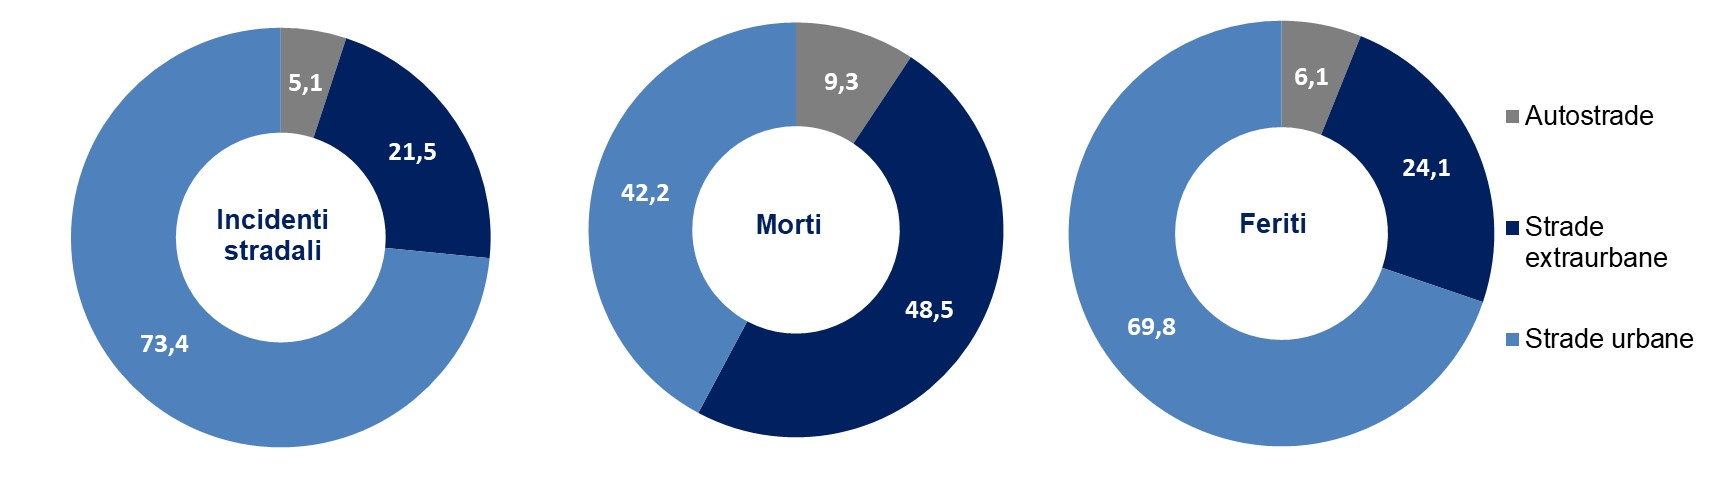 5,1
21,5
73,4
Incidenti
stradali
9,3
48,5
42,2
Morti
6,1
24,1
69,8
Feriti
Autostrade
Strade
extraurbane
Strade urbane